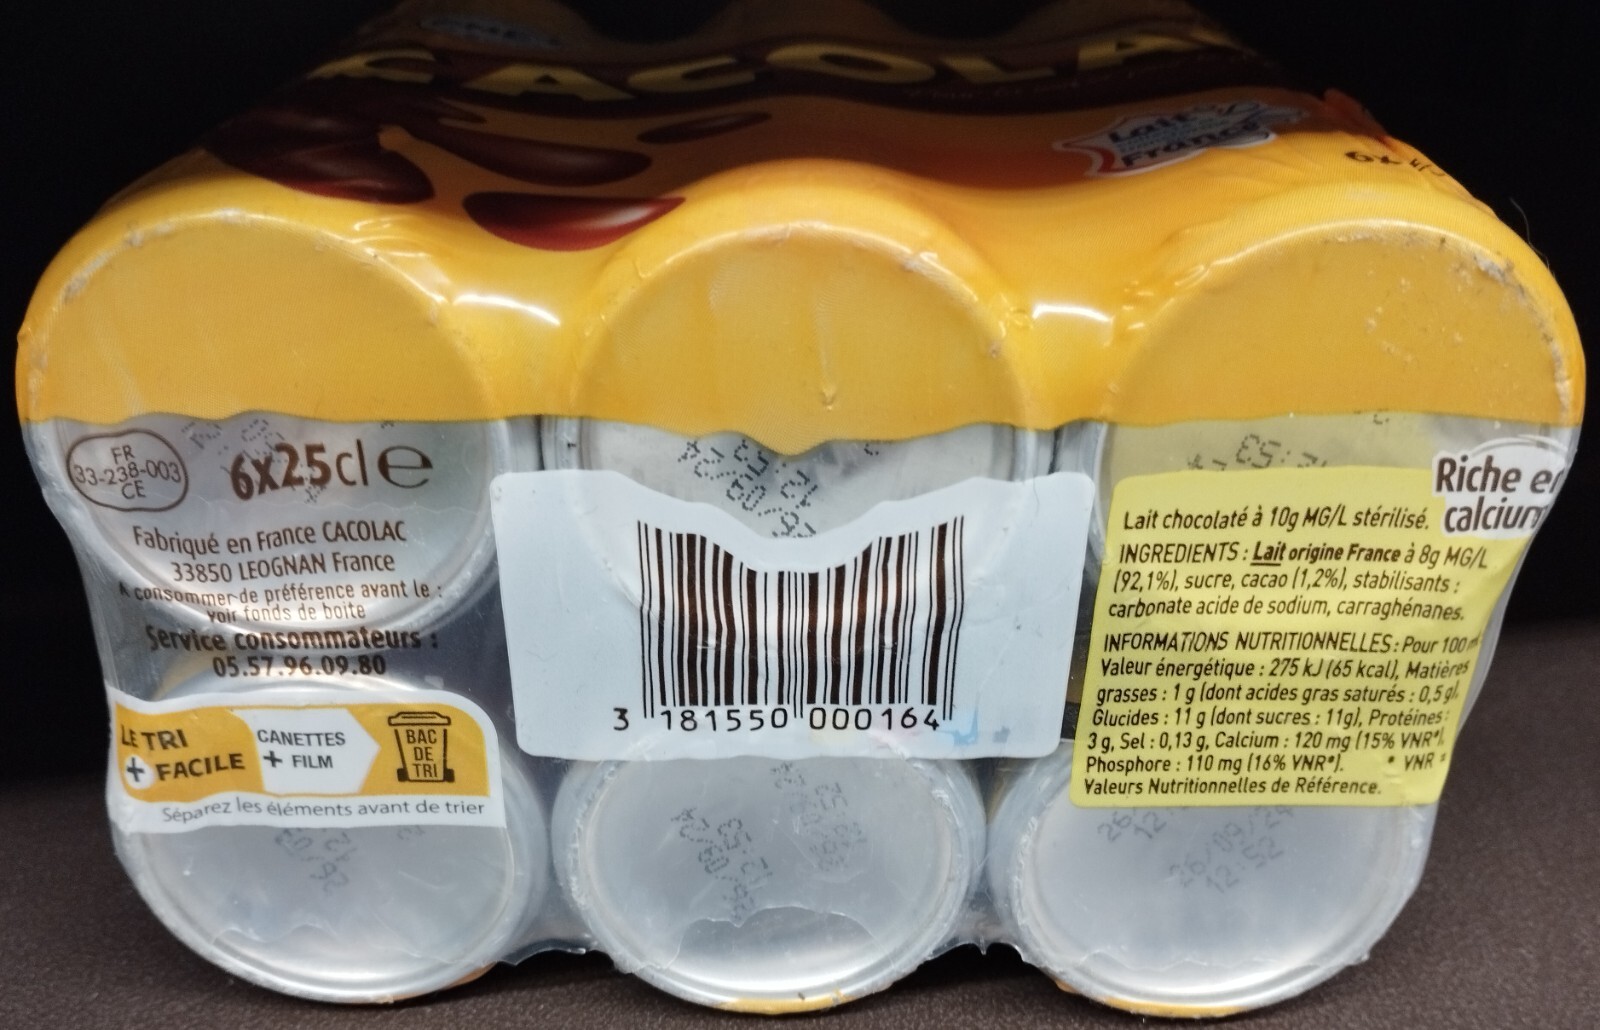 CACOLA
Lait
France
6x
FR
33-238-003
CE
6x25cl e
Fabriqué en France CACOLAC
33850 LEOGNAN France
A consommer de préférence avant le :
voir fonds de boite
Service consommateurs :
05.57.96.09.80
LE TRI
+ FACILE
CANETTES
+ FILM
BAC
DE
TRI
Séparez les éléments avant de trier
3 181550 000164
Riche en
calcium
Lait chocolaté à 10g MG/L stérilisé.
INGREDIENTS : Lait origine France à 8g MG/L
(92,1%), sucre, cacao (1,2%), stabilisants :
carbonate acide de sodium, carraghénanes.
INFORMATIONS NUTRITIONNELLES : Pour 100 ml
Valeur énergétique : 275 kJ (65 kcal), Matières
grasses : 1 g (dont acides gras saturés : 0,5 g),
Glucides : 11 g (dont sucres : 11g), Protéines :
3 g, Sel : 0,13 g, Calcium : 120 mg (15% VNR*),
Phosphore : 110 mg (16% VNR*). * VNR =
Valeurs Nutritionnelles de Référence.
12:52